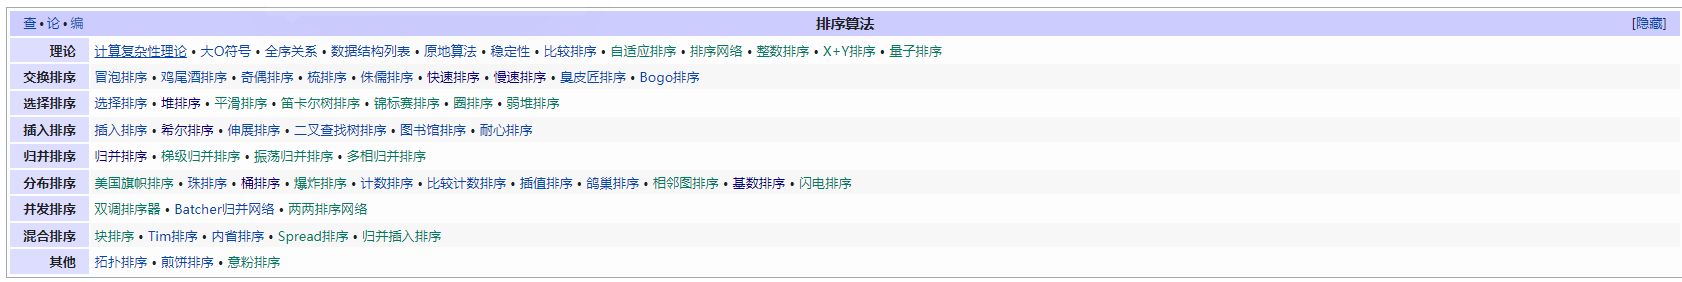 查 • 论 • 编 排序算法 [隐藏]
理论 计算复杂性理论 • 大O符号 • 全序关系 • 数据结构列表 • 原地算法 • 稳定性 • 比较排序 • 自适应排序 • 排序网络 • 整数排序 • X+Y排序 • 量子排序
交换排序 冒泡排序 • 鸡尾酒排序 • 奇偶排序 • 梳排序 • 侏儒排序 • 快速排序 • 慢速排序 • 臭皮匠排序 • Bogo排序
选择排序 选择排序 • 堆排序 • 平滑排序 • 笛卡尔树排序 • 锦标赛排序 • 圈排序 • 弱堆排序
插入排序 插入排序 • 希尔排序 • 伸展排序 • 二叉查找树排序 • 图书馆排序 • 耐心排序
归并排序 归并排序 • 梯级归并排序 • 振荡归并排序 • 多相归并排序
分布排序 美国旗帜排序 • 珠排序 • 桶排序 • 爆炸排序 • 计数排序 • 比较计数排序 • 插值排序 • 鸽巢排序 • 相邻图排序 • 基数排序 • 闪电排序
并发排序 双调排序器 • Batcher归并网络 • 两两排序网络
混合排序 块排序 • Tim排序 • 内省排序 • Spread排序 • 归并插入排序
其他 拓扑排序 • 煎饼排序 • 意粉排序